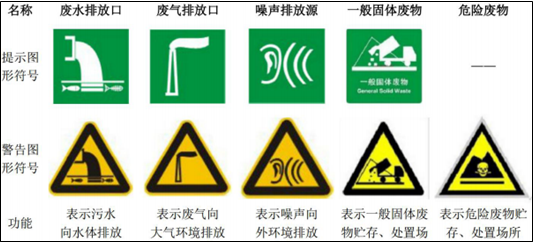 名称 废水排放口 废气排放口 噪声排放源 一般固体废物 危险废物
提示图
形符号
一般固体废物
General Solid Waste
——
警告图
形符号
功能
表示污水
向水体排放
表示废气向
大气环境排放
表示噪声向
外环境排放
表示一般固体废
物贮存、处置场
表示危险废物贮
存、处置场所